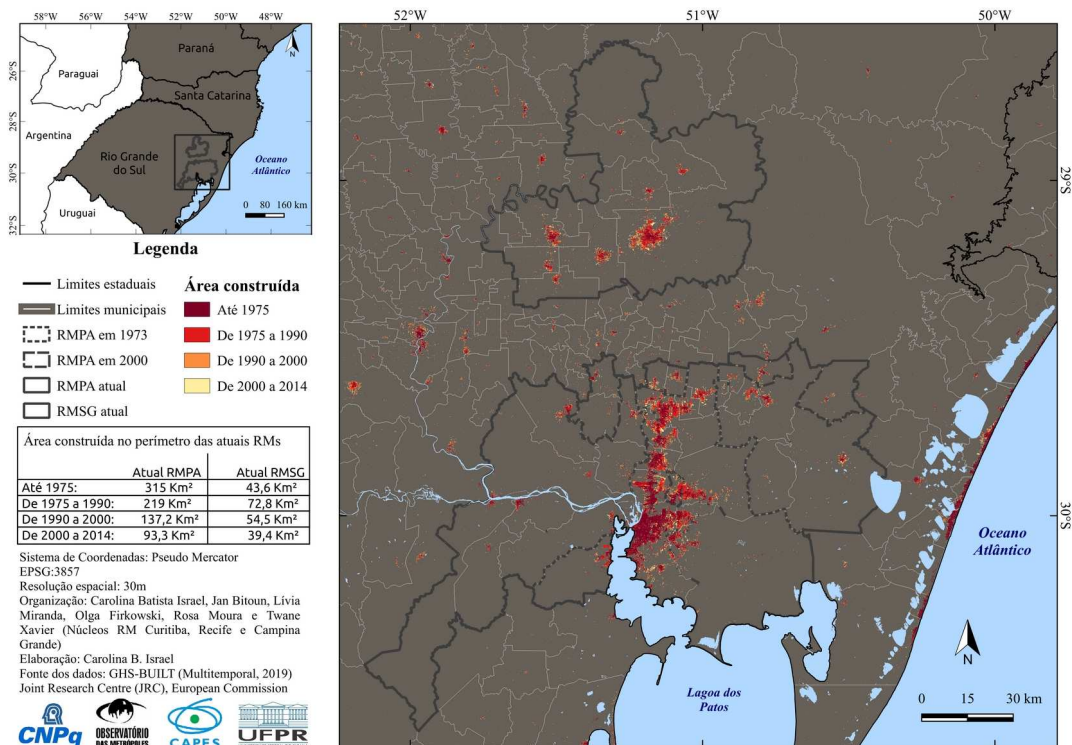 58°W 56°W 54°W 52°W 50°W 48°W 46°W
26°S
28°S
30°S
32°S
N
Paraná
Paraguai
Santa Catarina
Argentina
Rio Grande
do Sul
Oceano
Atlântico
Uruguai
0 80 160 km
Legenda
Limites estaduais
Limites municipais
RMPA em 1973
RMPA em 2000
RMPA atual
RMSG atual
Área construída
Até 1975
De 1975 a 1990
De 1990 a 2000
De 2000 a 2014
Área construída no perímetro das atuais RMs
Atual RMPA Atual RMSG
Até 1975: 315 Km² 43,6 Km²
De 1975 a 1990: 219 Km² 72,8 Km²
De 1990 a 2000: 137,2 Km² 54,5 Km²
De 2000 a 2014: 93,3 Km² 39,4 Km²
Sistema de Coordenadas: Pseudo Mercator
EPSG:3857
Resolução espacial: 30m
Organização: Carolina Batista Israel, Jan Bitoun, Lívia
Miranda, Olga Firkowski, Rosa Moura e Twane
Xavier (Núcleos RM Curitiba, Recife e Campina
Grande)
Elaboração: Carolina B. Israel
Fonte dos dados: GHS-BUILT (Multitemporal, 2019)
Joint Research Centre (JRC), European Commission
CNPq
OBSERVATÓRIO
DAS METRÓPOLES
CAPES
UFPR
52°W 51°W 50°W
29°S
30°S
Oceano
Atlântico
Lagoa dos
Patos
N
0 15 30 km